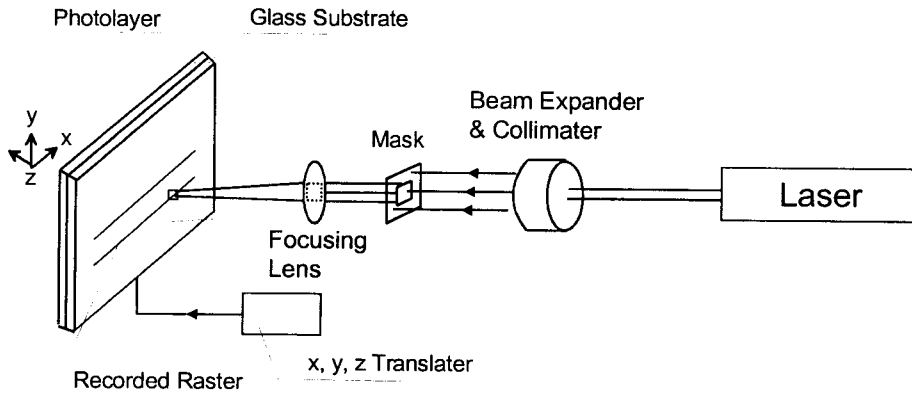 Photolayer
Glass Substrate
y
x
z
Beam Expander
& Collimater
Mask
Laser
Focusing
Lens
x, y, z Translater
Recorded Raster